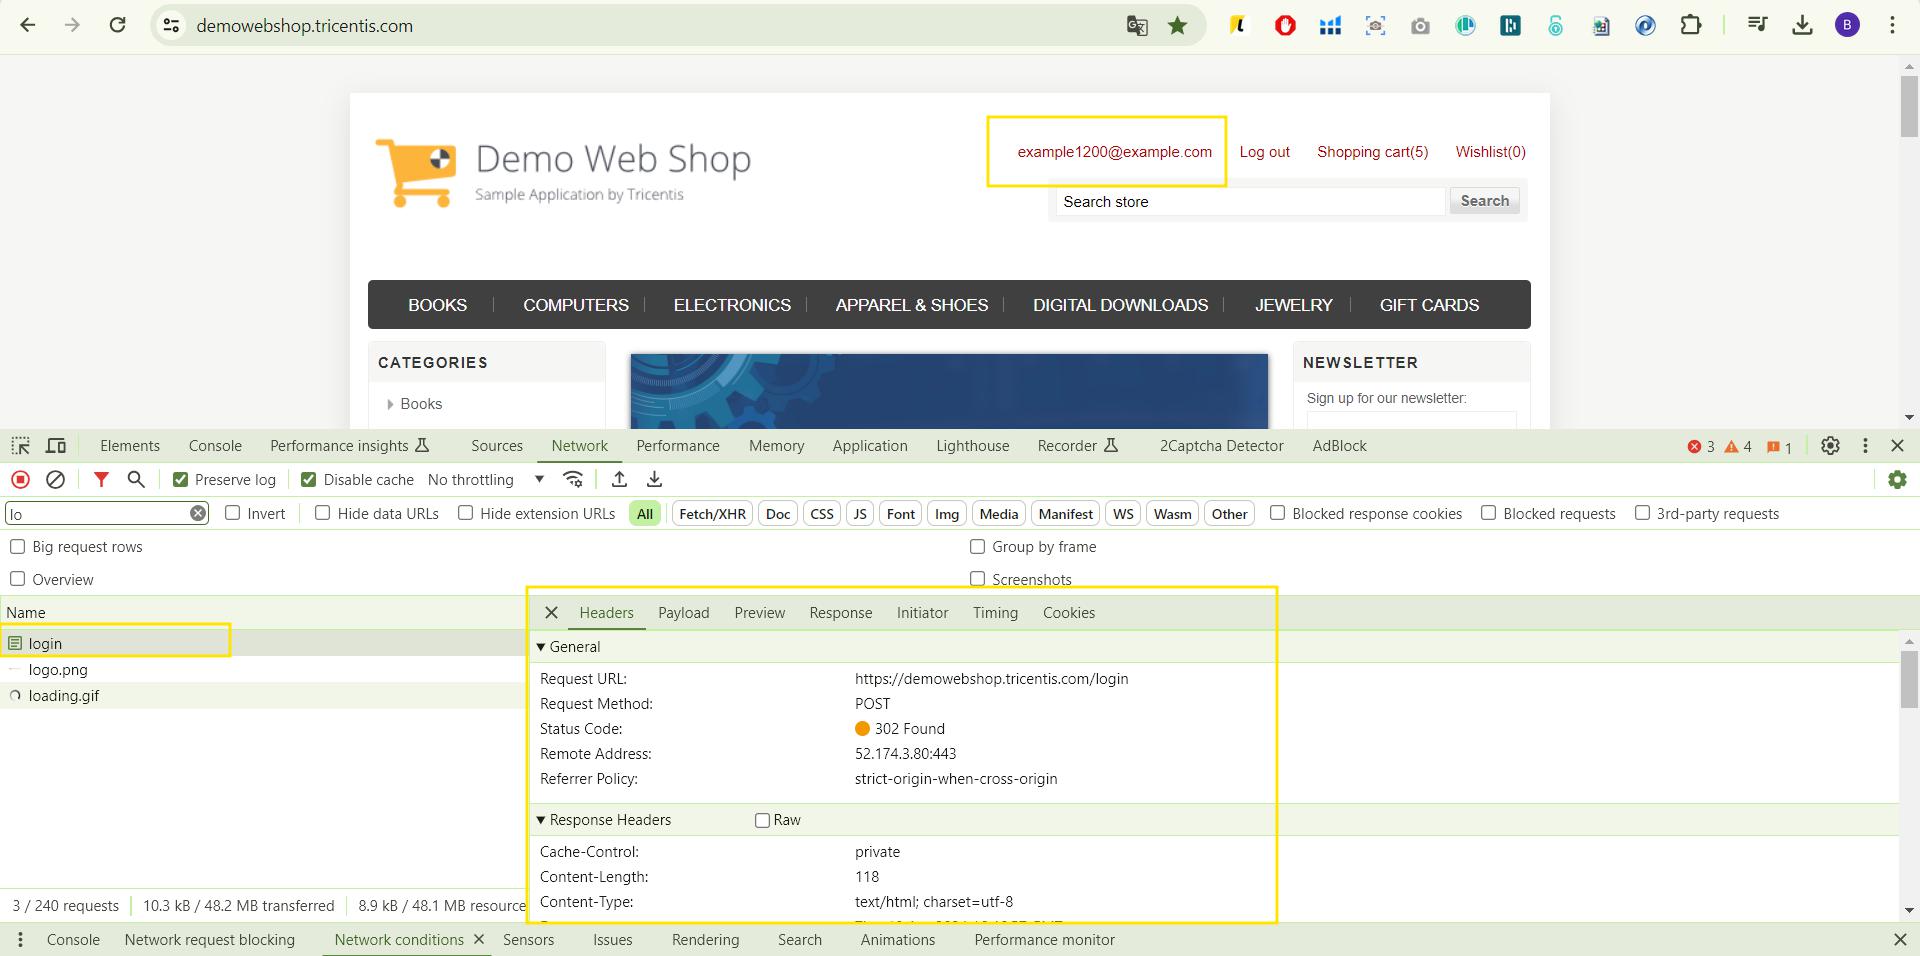 demowebshop.tricentis.com
B
Demo Web Shop
Sample Application by Tricentis
example1200@example.com Log out Shopping cart(5) Wishlist(0)
Search store Search
BOOKS COMPUTERS ELECTRONICS APPAREL & SHOES DIGITAL DOWNLOADS JEWELRY GIFT CARDS
CATEGORIES
Books
NEWSLETTER
Sign up for our newsletter:
Elements Console Performance insights Sources Network Performance Memory Application Lighthouse Recorder 2Captcha Detector AdBlock 3 4 1
Preserve log Disable cache No throttling
lo Invert Hide data URLs Hide extension URLs All Fetch/XHR Doc CSS JS Font Img Media Manifest WS Wasm Other Blocked response cookies Blocked requests 3rd-party requests
Big request rows Group by frame
Overview Screenshots
Name
login
logo.png
loading.gif
Headers Payload Preview Response Initiator Timing Cookies
General
Request URL: https://demowebshop.tricentis.com/login
Request Method: POST
Status Code: 302 Found
Remote Address: 52.174.3.80:443
Referrer Policy: strict-origin-when-cross-origin
Response Headers Raw
Cache-Control: private
Content-Length: 118
Content-Type: text/html; charset=utf-8
3 / 240 requests 10.3 kB / 48.2 MB transferred 8.9 kB / 48.1 MB resource
Console Network request blocking Network conditions Sensors Issues Rendering Search Animations Performance monitor